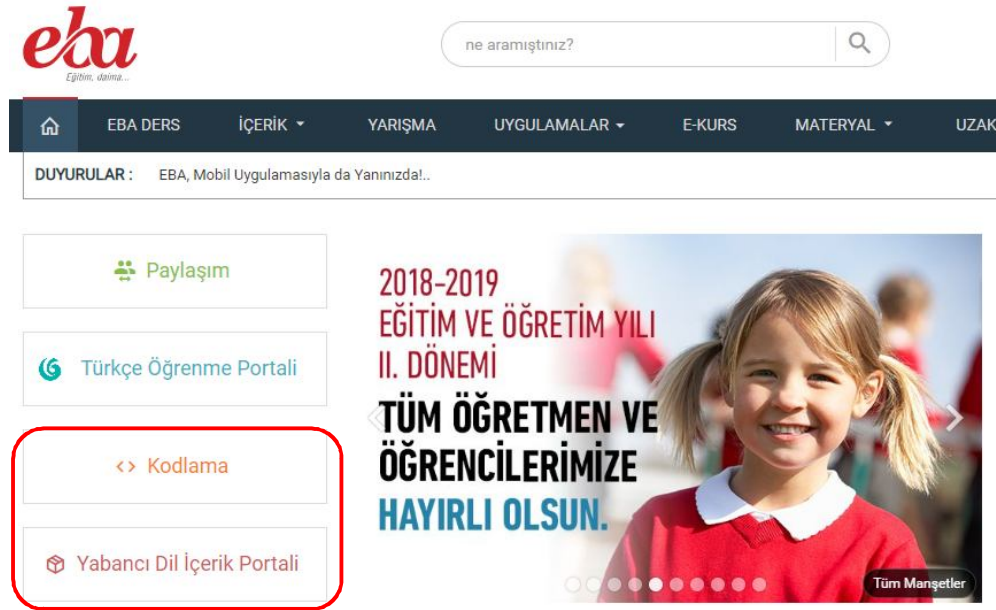 eba
Eğitim, daima...
ne aramıştınız?
EBA DERS İÇERİK YARIŞMA UYGULAMALAR E-KURS MATERYAL UZAK
DUYURULAR : EBA, Mobil Uygulamasıyla da Yanınızda!..
Paylaşım
Türkçe Öğrenme Portali
<> Kodlama
Yabancı Dil İçerik Portali
2018-2019
EĞİTİM VE ÖĞRETİM YILI
II. DÖNEMİ
TÜM ÖĞRETMEN VE
ÖĞRENCİLERİMİZE
HAYIRLI OLSUN.
Tüm Manşetler